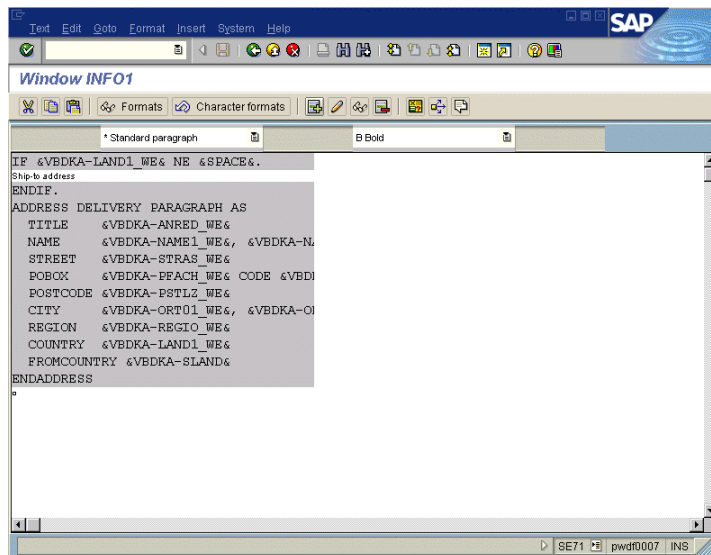 Text Edit Goto Format Insert System Help
SAP
Window INFO1
Formats Character formats
* Standard paragraph B Bold
IF &VBDKA-LAND1_WE& NE &SPACE&.
Ship-to address
ENDIF.
ADDRESS DELIVERY PARAGRAPH AS
TITLE &VBDKA-ANRED_WE&
NAME &VBDKA-NAME1_WE&, &VBDKA-NA
STREET &VBDKA-STRAS_WE&
POBOX &VBDKA-PFACH_WE& CODE &VBD
POSTCODE &VBDKA-PSTLZ_WE&
CITY &VBDKA-ORT01_WE&, &VBDKA-O
REGION &VBDKA-REGIO_WE&
COUNTRY &VBDKA-LAND1_WE&
FROMCOUNTRY &VBDKA-SLAND&
ENDADDRESS
SE71 pwdf0007 INS